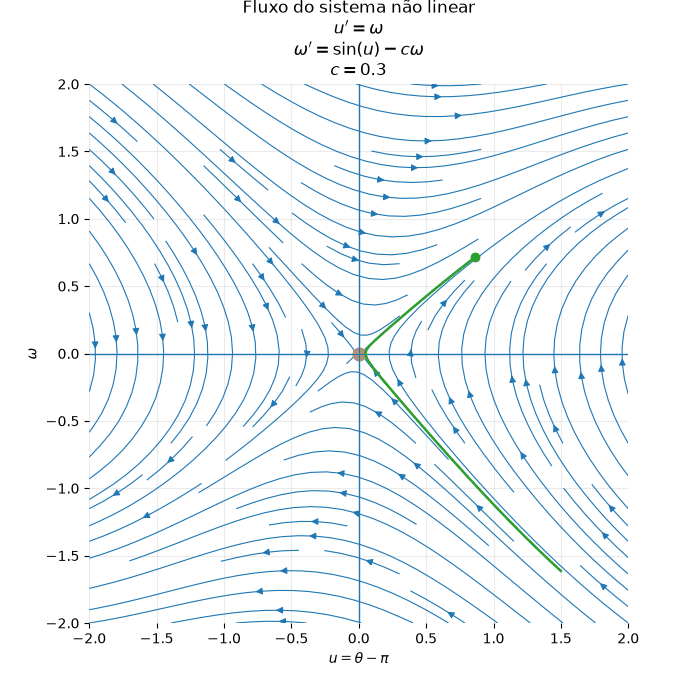 Fluxo do sistema não linear
u′ = ω
ω′ = sin(u) − cω
c = 0.3
2.0
1.5
1.0
0.5
0.0
−0.5
−1.0
−1.5
−2.0
ω
−2.0 −1.5 −1.0 −0.5 0.0 0.5 1.0 1.5 2.0
u = θ − π